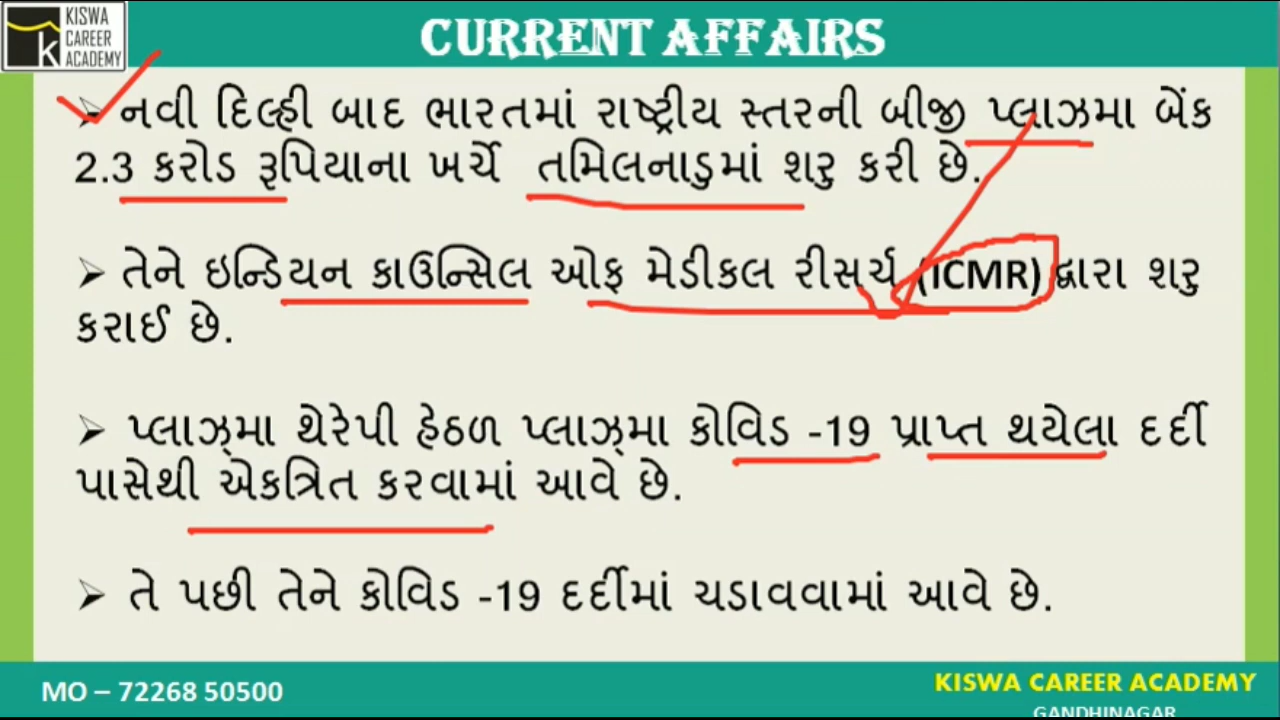 KISWA
CAREER
ACADEMY
CURRENT AFFAIRS
➢ નવી દિલ્હી બાદ ભારતમાં રાષ્ટ્રીય સ્તરની બીજી પ્લાઝમા બેંક
2.3 કરોડ રૂપિયાના ખર્ચે તમિલનાડુમાં શરુ કરી છે.
➢ તેને ઇન્ડિયન કાઉન્સિલ ઓફ મેડીકલ રીસર્ચ (ICMR) દ્વારા શરુ
કરાઈ છે.
➢ પ્લાઝ્મા થેરેપી હેઠળ પ્લાઝ્મા કોવિડ -19 પ્રાપ્ત થયેલા દર્દી
પાસેથી એકત્રિત કરવામાં આવે છે.
➢ તે પછી તેને કોવિડ -19 દર્દીમાં ચડાવવામાં આવે છે.
MO – 72268 50500
KISWA CAREER ACADEMY
GANDHINAGAR